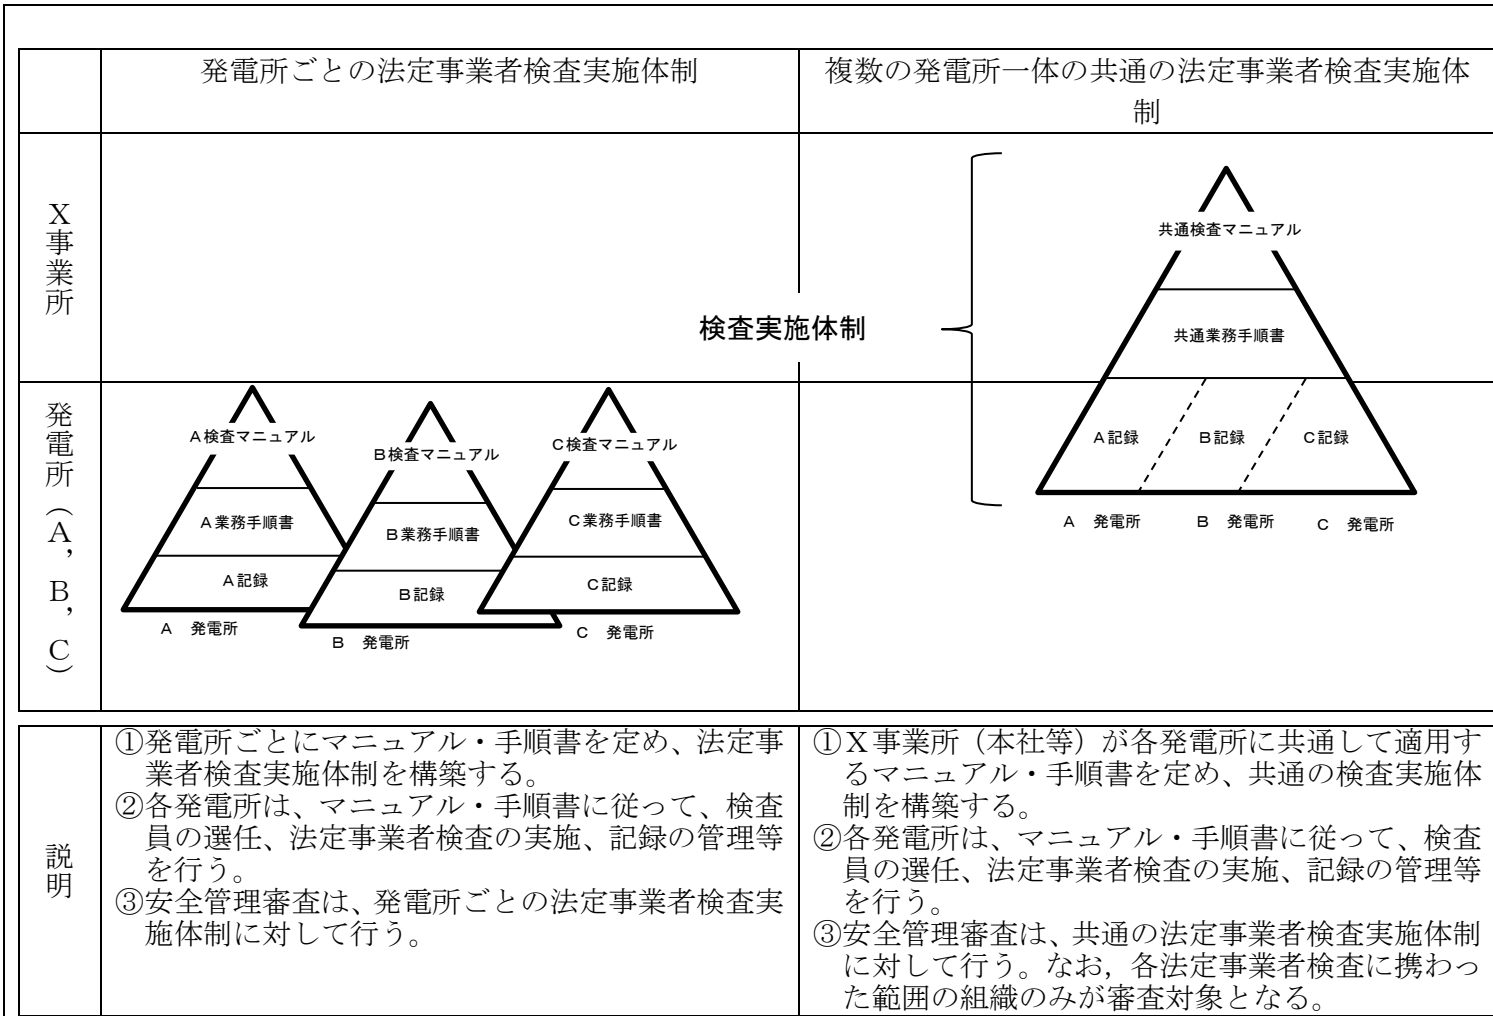 発電所ごとの法定事業者検査実施体制
複数の発電所一体の共通の法定事業者検査実施体
制
X事業所
共通検査マニュアル
検査実施体制
共通業務手順書
A記録
B記録
C記録
A 発電所
B 発電所
C 発電所
発電所(A,B,C)
A検査マニュアル
B検査マニュアル
C検査マニュアル
A業務手順書
B業務手順書
C業務手順書
A記録
B記録
C記録
A 発電所
B 発電所
C 発電所
説明
①発電所ごとにマニュアル・手順書を定め、法定事
業者検査実施体制を構築する。
②各発電所は、マニュアル・手順書に従って、検査
員の選任、法定事業者検査の実施、記録の管理等
を行う。
③安全管理審査は、発電所ごとの法定事業者検査実
施体制に対して行う。
①X事業所(本社等)が各発電所に共通して適用す
るマニュアル・手順書を定め、共通の検査実施体
制を構築する。
②各発電所は、マニュアル・手順書に従って、検査
員の選任、法定事業者検査の実施、記録の管理等
を行う。
③安全管理審査は、共通の法定事業者検査実施体制
に対して行う。なお,各法定事業者検査に携わっ
た範囲の組織のみが審査対象となる。